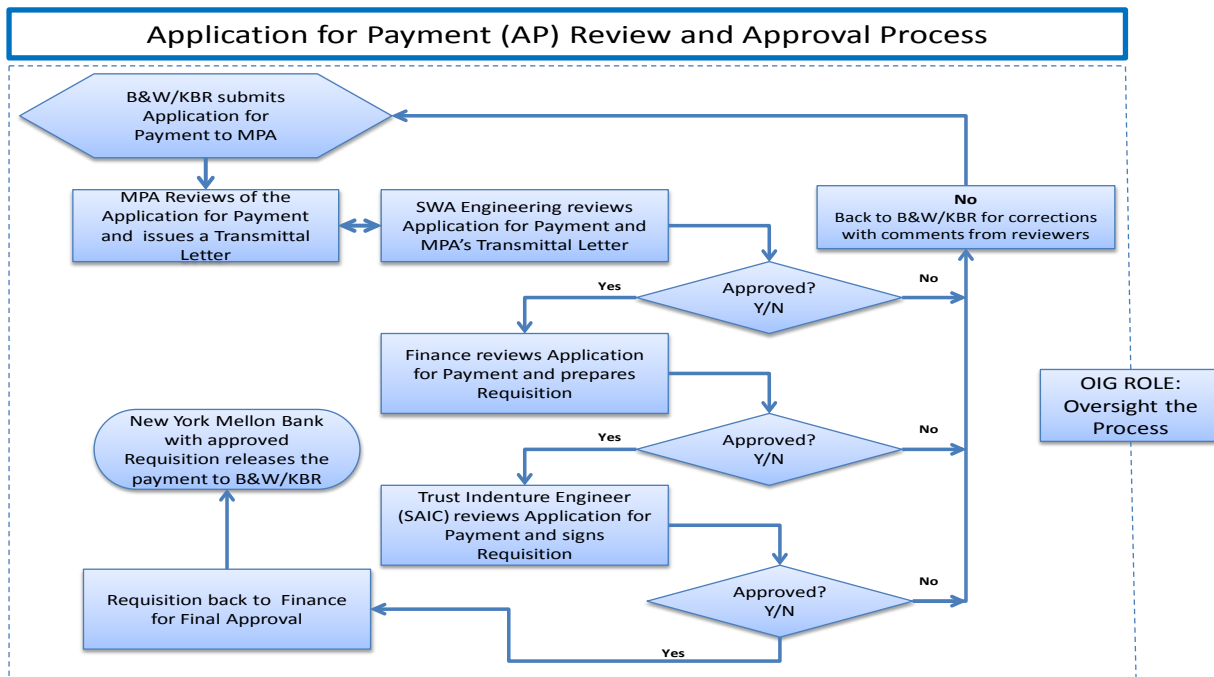 Application for Payment (AP) Review and Approval Process
B&W/KBR submits
Application for
Payment to MPA
MPA Reviews of the
Application for Payment
and issues a Transmittal
Letter
SWA Engineering reviews
Application for Payment and
MPA's Transmittal Letter
No
Back to B&W/KBR for corrections
with comments from reviewers
Yes
Approved?
Y/N
No
Finance reviews Application
for Payment and prepares
Requisition
OIG ROLE:
Oversight the
Process
New York Mellon Bank
with approved
Requisition releases the
payment to B&W/KBR
Yes
Approved?
Y/N
No
Trust Indenture Engineer
(SAIC) reviews Application for
Payment and signs
Requisition
Requisition back to Finance
for Final Approval
Approved?
Y/N
No
Yes